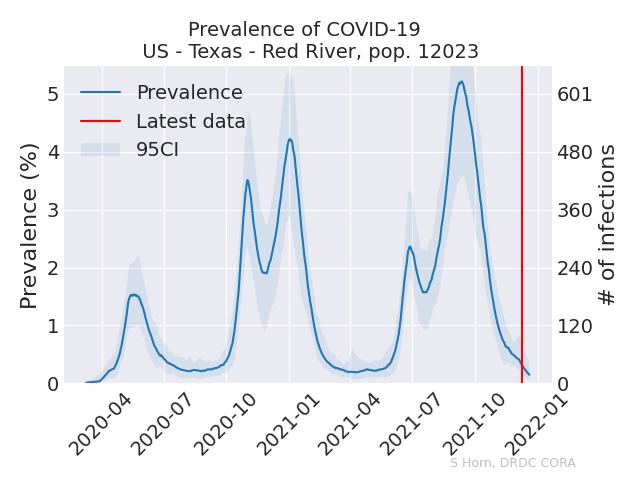 Prevalence of COVID-19
US - Texas - Red River, pop. 12023
Prevalence (%)
5
4
3
2
1
0
Prevalence
Latest data
95CI
601
480
360
240
120
0
# of infections
2020-04
2020-07
2020-10
2021-01
2021-04
2021-07
2021-10
2022-01
S Horn, DRDC CORA